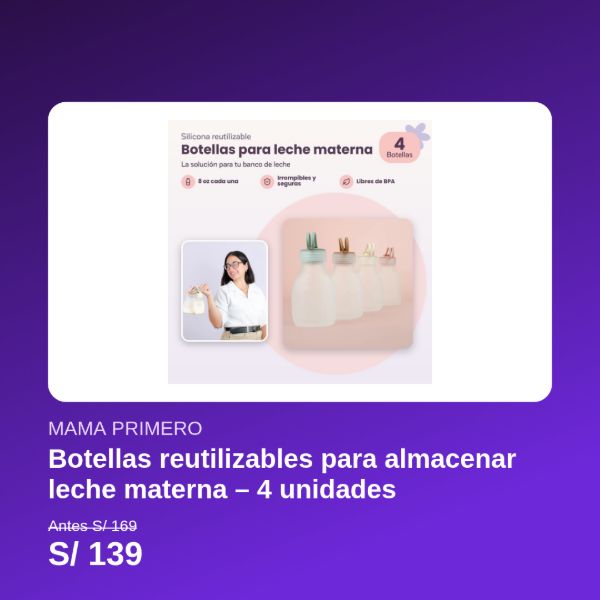 Silicona reutilizable
Botellas para leche materna
4
Botellas
La solución para tu banco de leche
8 oz cada una
Irrompibles y
seguras
Libres de BPA
MAMA PRIMERO
Botellas reutilizables para almacenar
leche materna – 4 unidades
Antes S/ 169
S/ 139